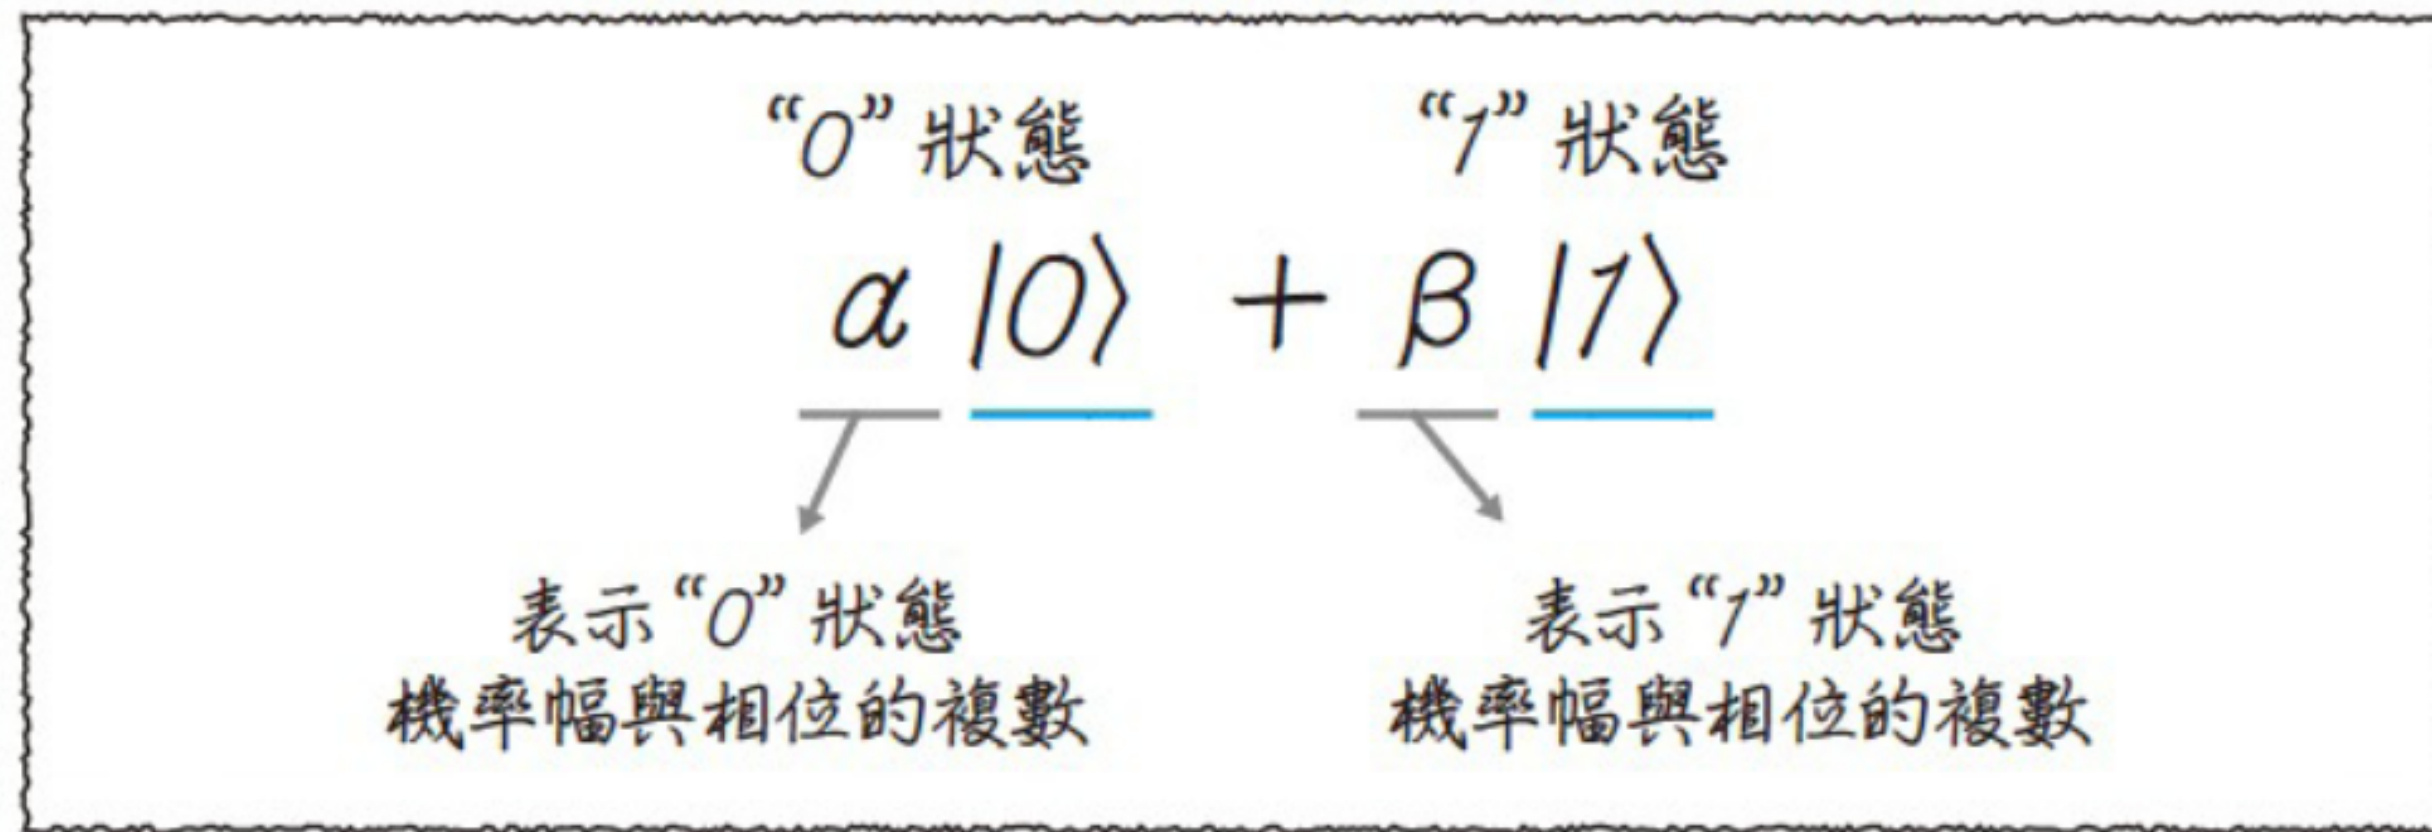 “0” 狀態
“1” 狀態
α |0⟩ + β |1⟩
表示 “0” 狀態
機率幅與相位的複數
表示 “1” 狀態
機率幅與相位的複數